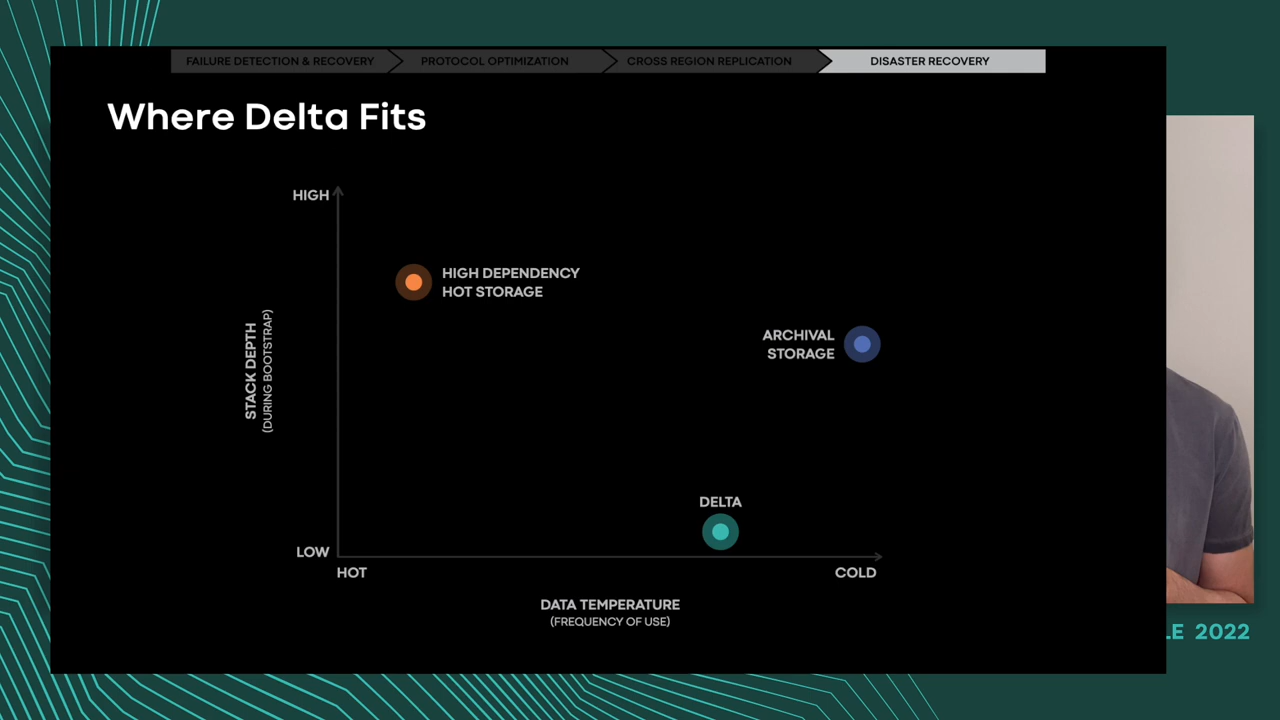 FAILURE DETECTION & RECOVERY
PROTOCOL OPTIMIZATION
CROSS REGION REPLICATION
DISASTER RECOVERY
Where Delta Fits
HIGH
HIGH DEPENDENCY
HOT STORAGE
ARCHIVAL
STORAGE
STACK DEPTH
(DURING BOOTSTRAP)
DELTA
LOW
HOT
COLD
DATA TEMPERATURE
(FREQUENCY OF USE)
2022